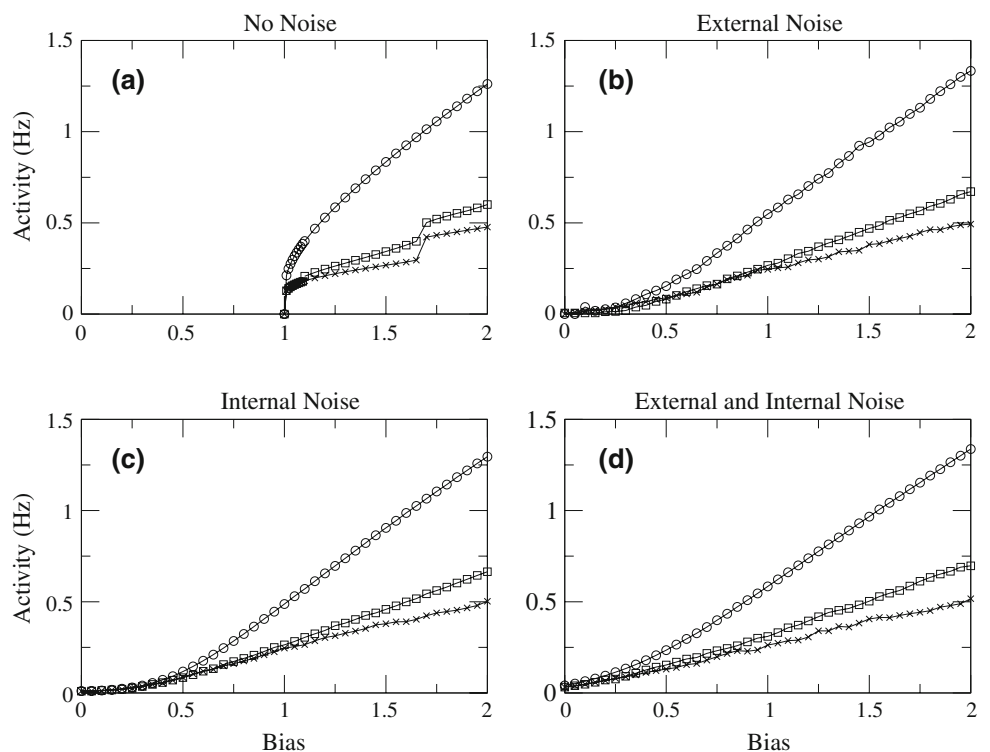 No Noise
External Noise
(a)
(b)
Activity (Hz)
1.5
1
0.5
0
0 0.5 1 1.5 2
1.5
1
0.5
0
0 0.5 1 1.5 2
Internal Noise
External and Internal Noise
(c)
(d)
Activity (Hz)
1.5
1
0.5
0
0 0.5 1 1.5 2
Bias
1.5
1
0.5
0
0 0.5 1 1.5 2
Bias